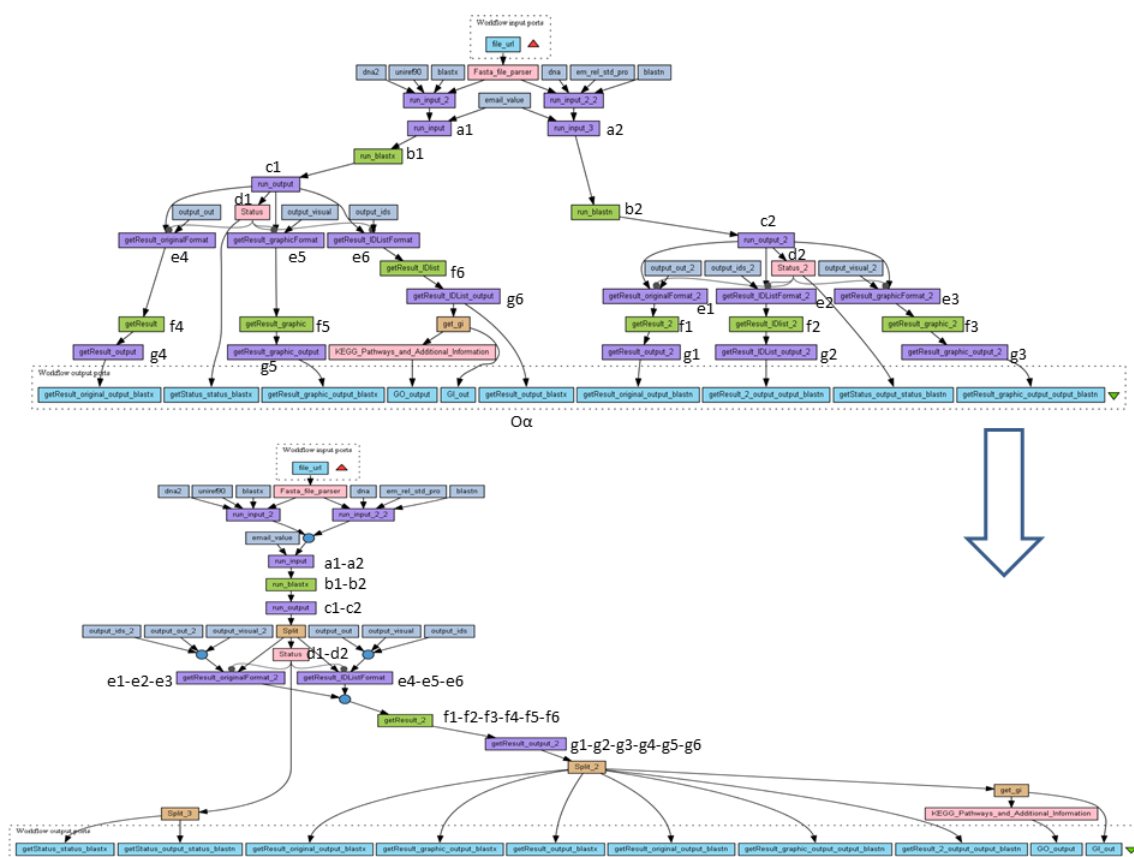 Workflow input ports
file_url
dna2 uniref90 blastx Fasta_file_parser dna em_rel_std_pro blastn
run_input_2 email_value run_input_2_2
run_input a1 run_input_3 a2
run_blastx b1
c1
run_output
d1
output_out Status output_visual output_ids run_blastn b2
c2
getResult_originalFormat getResult_graphicFormat getResult_IDListFormat run_output_2
e4 e5 e6 d2
getResult_IDlist f6 output_out_2 output_ids_2 Status_2 output_visual_2
getResult_IDList_output getResult_originalFormat_2 getResult_IDListFormat_2 getResult_graphicFormat_2
g6 e1 e2 e3
getResult f4 getResult_graphic f5 get_gi getResult_2 f1 getResult_IDlist_2 f2 getResult_graphic_2 f3
getResult_output getResult_graphic_output KEGG_Pathways_and_Additional_Information getResult_output_2 getResult_IDList_output_2 getResult_graphic_output_2
g4 g5 g1 g2 g3
Workflow output ports
getResult_original_output_blastx getStatus_status_blastx getResult_graphic_output_blastx GO_output GI_out getResult_output_blastx getResult_original_output_blastn getResult_2_output_output_blastn getStatus_output_status_blastn getResult_graphic_output_output_blastn
Oα
Workflow input ports
file_url
dna2 uniref90 blastx Fasta_file_parser dna em_rel_std_pro blastn
run_input_2 run_input_2_2
email_value
run_input a1-a2
run_blastx b1-b2
run_output c1-c2
output_ids_2 output_out_2 output_visual_2 Split output_out output_visual output_ids
Status d1-d2
e1-e2-e3 getResult_originalFormat_2 getResult_IDListFormat e4-e5-e6
getResult_2 f1-f2-f3-f4-f5-f6
getResult_output_2 g1-g2-g3-g4-g5-g6
Split_2
get_gi
Split_3 KEGG_Pathways_and_Additional_Information
Workflow output ports
getStatus_status_blastx getStatus_output_status_blastn getResult_original_output_blastx getResult_graphic_output_blastx getResult_output_blastx getResult_original_output_blastn getResult_graphic_output_output_blastn getResult_2_output_output_blastn GO_output GI_out